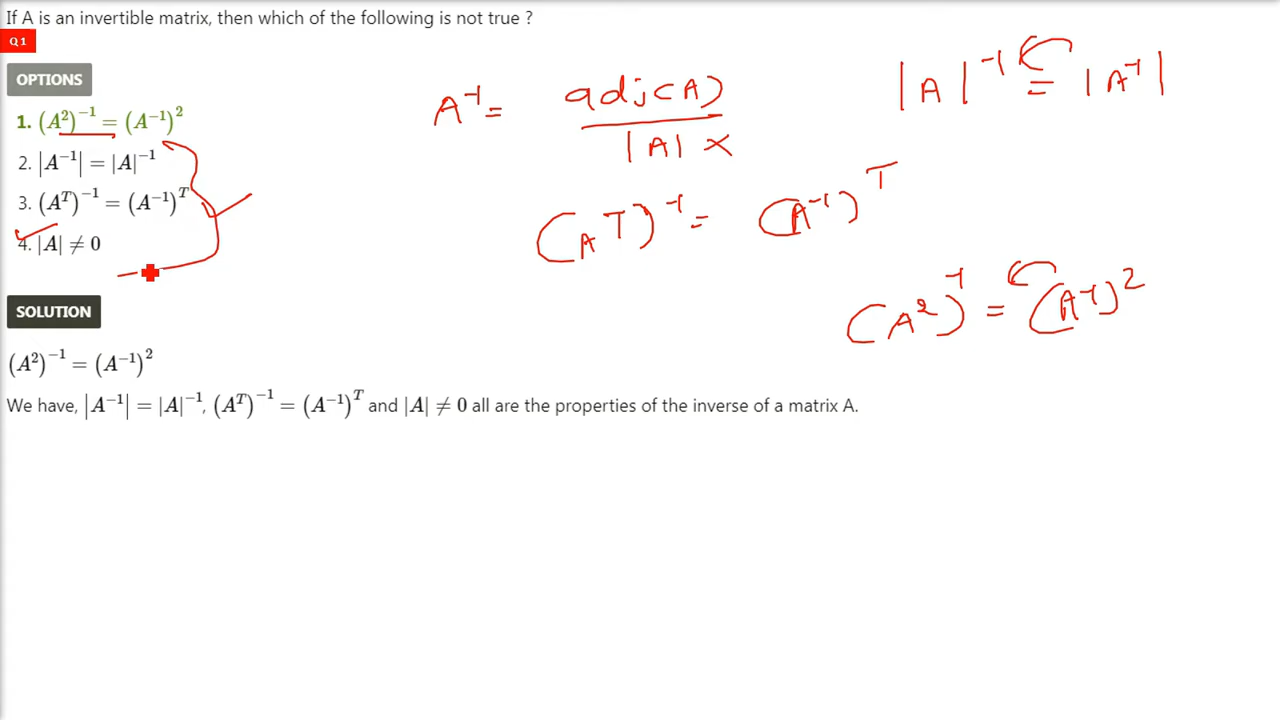 If A is an invertible matrix, then which of the following is not true ?
Q 1
OPTIONS
1. (A²)⁻¹ = (A⁻¹)²
2. |A⁻¹| = |A|⁻¹
3. (Aᵀ)⁻¹ = (A⁻¹)ᵀ
4. |A| ≠ 0
A⁻¹ = adj(A) / |A| ×
|A|⁻¹ = |A⁻¹|
(Aᵀ)⁻¹ = (A⁻¹)ᵀ
(A²)⁻¹ = (A⁻¹)²
SOLUTION
(A²)⁻¹ = (A⁻¹)²
We have, |A⁻¹| = |A|⁻¹, (Aᵀ)⁻¹ = (A⁻¹)ᵀ and |A| ≠ 0 all are the properties of the inverse of a matrix A.